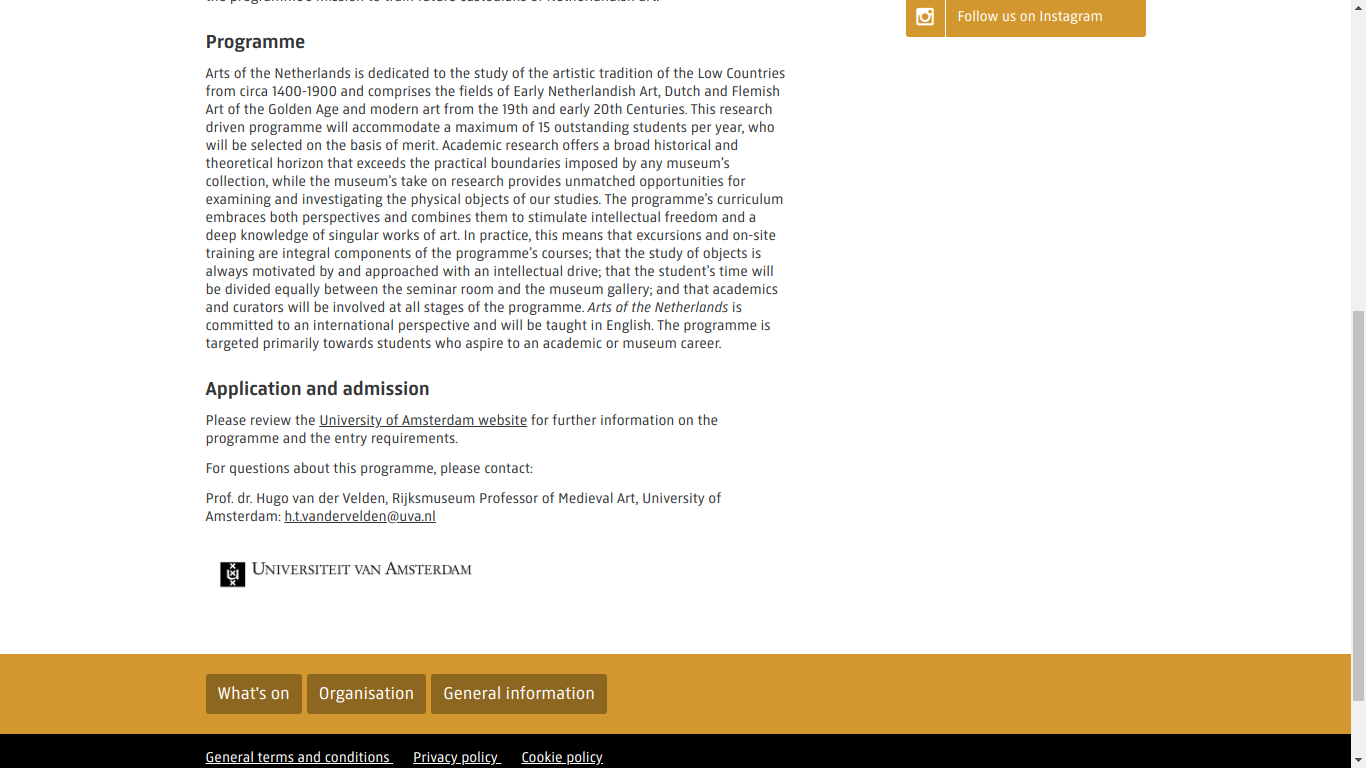 the programme's mission to train future custodians of Netherlandish art.
Follow us on Instagram
Programme
Arts of the Netherlands is dedicated to the study of the artistic tradition of the Low Countries
from circa 1400-1900 and comprises the fields of Early Netherlandish Art, Dutch and Flemish
Art of the Golden Age and modern art from the 19th and early 20th Centuries. This research
driven programme will accommodate a maximum of 15 outstanding students per year, who
will be selected on the basis of merit. Academic research offers a broad historical and
theoretical horizon that exceeds the practical boundaries imposed by any museum's
collection, while the museum's take on research provides unmatched opportunities for
examining and investigating the physical objects of our studies. The programme's curriculum
embraces both perspectives and combines them to stimulate intellectual freedom and a
deep knowledge of singular works of art. In practice, this means that excursions and on-site
training are integral components of the programme's courses; that the study of objects is
always motivated by and approached with an intellectual drive; that the student's time will
be divided equally between the seminar room and the museum gallery; and that academics
and curators will be involved at all stages of the programme. Arts of the Netherlands is
committed to an international perspective and will be taught in English. The programme is
targeted primarily towards students who aspire to an academic or museum career.
Application and admission
Please review the University of Amsterdam website for further information on the
programme and the entry requirements.
For questions about this programme, please contact:
Prof. dr. Hugo van der Velden, Rijksmuseum Professor of Medieval Art, University of
Amsterdam: h.t.vandervelden@uva.nl
UNIVERSITEIT VAN AMSTERDAM
What's on
Organisation
General information
General terms and conditions
Privacy policy
Cookie policy